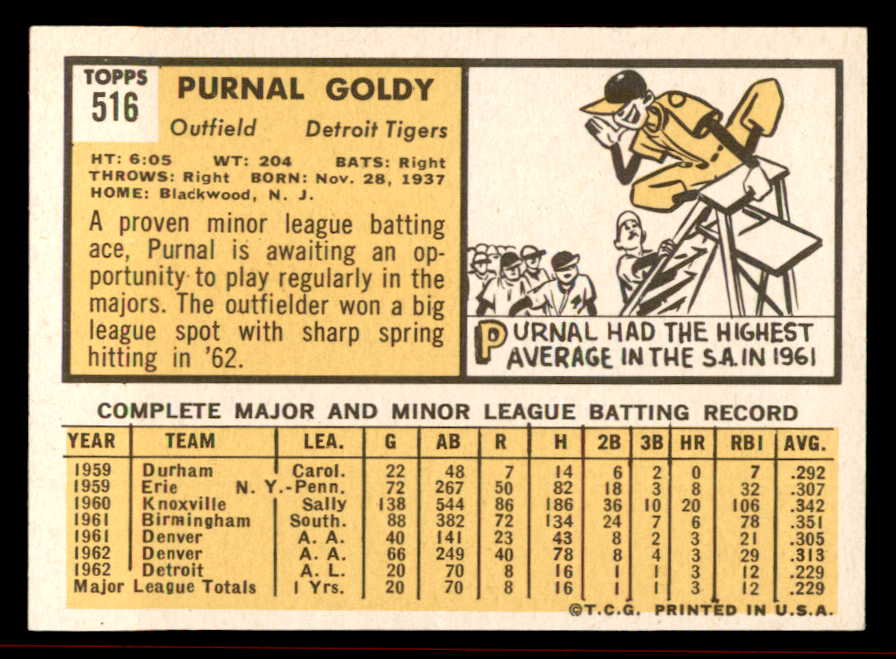 TOPPS
516
PURNAL GOLDY
Outfield Detroit Tigers
HT: 6:05 WT: 204 BATS: Right
THROWS: Right BORN: Nov. 28, 1937
HOME: Blackwood, N. J.
A proven minor league batting
ace, Purnal is awaiting an op-
portunity to play regularly in the
majors. The outfielder won a big
league spot with sharp spring
hitting in '62.
PURNAL HAD THE HIGHEST
AVERAGE IN THE S.A. IN 1961
COMPLETE MAJOR AND MINOR LEAGUE BATTING RECORD
YEAR TEAM LEA. G AB R H 2B 3B HR RBI AVG.
1959 Durham Carol. 22 48 7 14 6 2 0 7 .292
1959 Erie N. Y.-Penn. 72 267 50 82 18 3 8 32 .307
1960 Knoxville Sally 138 544 86 186 36 10 20 106 .342
1961 Birmingham South. 88 382 72 134 24 7 6 78 .351
1961 Denver A. A. 40 141 23 43 8 2 3 21 .305
1962 Denver A. A. 66 249 40 78 8 4 3 29 .313
1962 Detroit A. L. 20 70 8 16 1 1 3 12 .229
Major League Totals 1 Yrs. 20 70 8 16 1 1 3 12 .229
©T.C.G. PRINTED IN U.S.A.